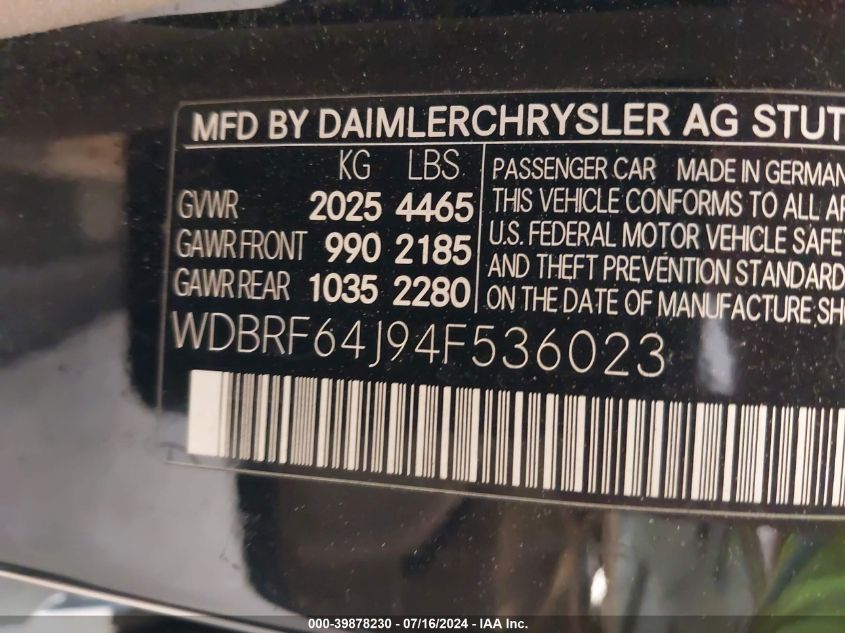 MFD BY DAIMLERCHRYSLER AG STUT
KG LBS
GVWR 2025 4465
GAWR FRONT 990 2185
GAWR REAR 1035 2280
PASSENGER CAR MADE IN GERMAN
THIS VEHICLE CONFORMS TO ALL AP
U.S. FEDERAL MOTOR VEHICLE SAFE
AND THEFT PREVENTION STANDARD
ON THE DATE OF MANUFACTURE SHO
WDBRF64J94F536023
000-39878230 - 07/16/2024 - IAA Inc.